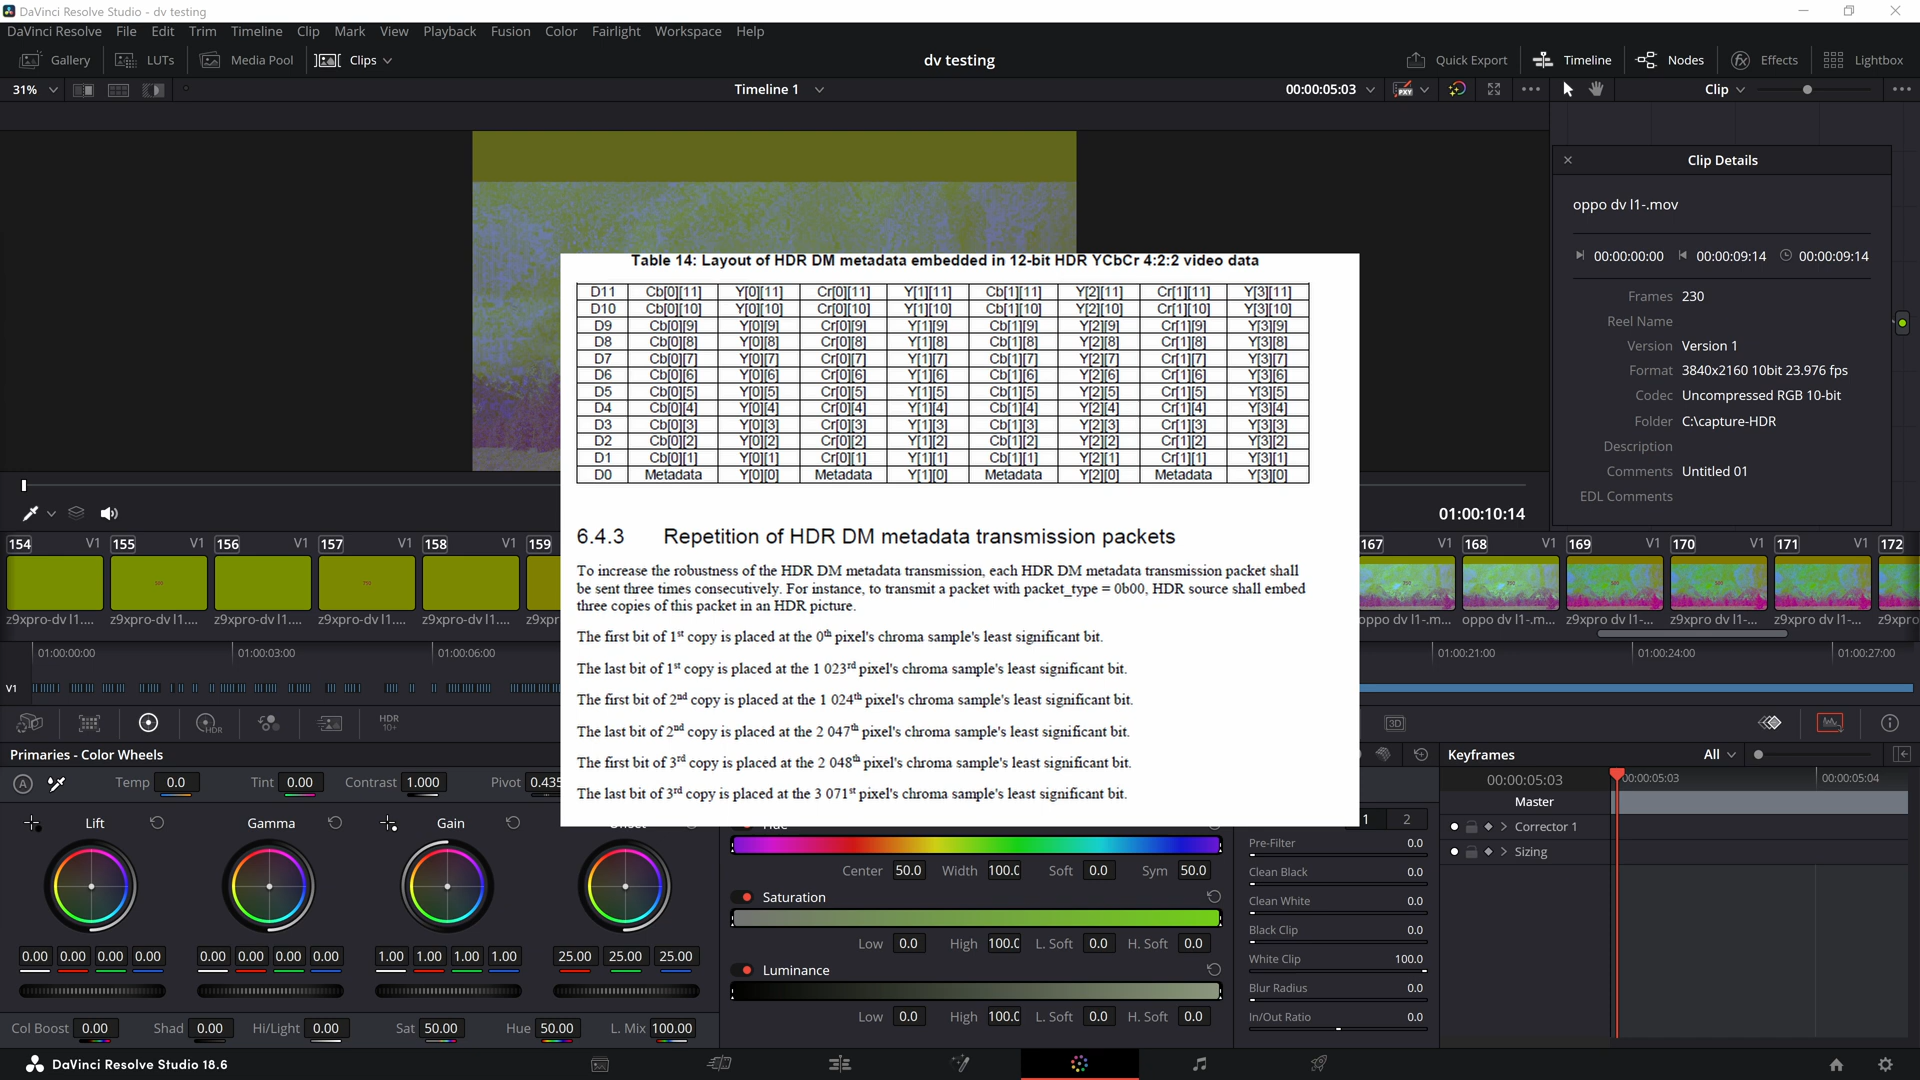 DaVinci Resolve Studio - dv testing
DaVinci Resolve File Edit Trim Timeline Clip Mark View Playback Fusion Color Fairlight Workspace Help
Gallery LUTs Media Pool Clips dv testing Quick Export Timeline Nodes Effects Lightbox
31% Timeline 1 00:00:05:03 PXY Clip
Clip Details
oppo dv l1-.mov
00:00:00:00 00:00:09:14 00:00:09:14
Frames 230
Reel Name
Version Version 1
Format 3840x2160 10bit 23.976 fps
Codec Uncompressed RGB 10-bit
Folder C:\capture-HDR
Description
Comments Untitled 01
EDL Comments
Table 14: Layout of HDR DM metadata embedded in 12-bit HDR YCbCr 4:2:2 video data
D11 Cb[0][11] Y[0][11] Cr[0][11] Y[1][11] Cb[1][11] Y[2][11] Cr[1][11] Y[3][11]
D10 Cb[0][10] Y[0][10] Cr[0][10] Y[1][10] Cb[1][10] Y[2][10] Cr[1][10] Y[3][10]
D9 Cb[0][9] Y[0][9] Cr[0][9] Y[1][9] Cb[1][9] Y[2][9] Cr[1][9] Y[3][9]
D8 Cb[0][8] Y[0][8] Cr[0][8] Y[1][8] Cb[1][8] Y[2][8] Cr[1][8] Y[3][8]
D7 Cb[0][7] Y[0][7] Cr[0][7] Y[1][7] Cb[1][7] Y[2][7] Cr[1][7] Y[3][7]
D6 Cb[0][6] Y[0][6] Cr[0][6] Y[1][6] Cb[1][6] Y[2][6] Cr[1][6] Y[3][6]
D5 Cb[0][5] Y[0][5] Cr[0][5] Y[1][5] Cb[1][5] Y[2][5] Cr[1][5] Y[3][5]
D4 Cb[0][4] Y[0][4] Cr[0][4] Y[1][4] Cb[1][4] Y[2][4] Cr[1][4] Y[3][4]
D3 Cb[0][3] Y[0][3] Cr[0][3] Y[1][3] Cb[1][3] Y[2][3] Cr[1][3] Y[3][3]
D2 Cb[0][2] Y[0][2] Cr[0][2] Y[1][2] Cb[1][2] Y[2][2] Cr[1][2] Y[3][2]
D1 Cb[0][1] Y[0][1] Cr[0][1] Y[1][1] Cb[1][1] Y[2][1] Cr[1][1] Y[3][1]
D0 Metadata Y[0][0] Metadata Y[1][0] Metadata Y[2][0] Metadata Y[3][0]
6.4.3 Repetition of HDR DM metadata transmission packets
To increase the robustness of the HDR DM metadata transmission, each HDR DM metadata transmission packet shall
be sent three times consecutively. For instance, to transmit a packet with packet_type = 0b00, HDR source shall embed
three copies of this packet in an HDR picture.
The first bit of 1st copy is placed at the 0th pixel's chroma sample's least significant bit.
The last bit of 1st copy is placed at the 1 023rd pixel's chroma sample's least significant bit.
The first bit of 2nd copy is placed at the 1 024th pixel's chroma sample's least significant bit.
The last bit of 2nd copy is placed at the 2 047th pixel's chroma sample's least significant bit.
The first bit of 3rd copy is placed at the 2 048th pixel's chroma sample's least significant bit.
The last bit of 3rd copy is placed at the 3 071st pixel's chroma sample's least significant bit.
01:00:10:14
154 V1 155 V1 156 V1 157 V1 158 V1 159 167 V1 168 V1 169 V1 170 V1 171 V1 172
z9xpro-dv l1.... z9xpro-dv l1.... z9xpro-dv l1.... z9xpro-dv l1.... z9xpro-dv l1.... z9xpr oppo dv l1-.m... oppo dv l1-.m... z9xpro-dv l1.... z9xpro-dv l1.... z9xpro-dv l1.... z9xpro
01:00:00:00 01:00:03:00 01:00:06:00 01:00:21:00 01:00:24:00 01:00:27:00
V1
HDR HDR 10+ 3D
Primaries - Color Wheels
Temp 0.0 Tint 0.00 Contrast 1.000 Pivot 0.435
Lift Gamma Gain
0.00 0.00 0.00 0.00 0.00 0.00 0.00 0.00 1.00 1.00 1.00 1.00 25.00 25.00 25.00
Col Boost 0.00 Shad 0.00 Hi/Light 0.00 Sat 50.00 Hue 50.00 L. Mix 100.00
Center 50.0 Width 100.0 Soft 0.0 Sym 50.0
Saturation
Low 0.0 High 100.0 L. Soft 0.0 H. Soft 0.0
Luminance
Low 0.0 High 100.0 L. Soft 0.0 H. Soft 0.0
1 2
Pre-Filter 0.0
Clean Black 0.0
Clean White 0.0
Black Clip 0.0
White Clip 100.0
Blur Radius 0.0
In/Out Ratio 0.0
Keyframes All
00:00:05:03 00:00:05:03 00:00:05:04
Master
Corrector 1
Sizing
DaVinci Resolve Studio 18.6